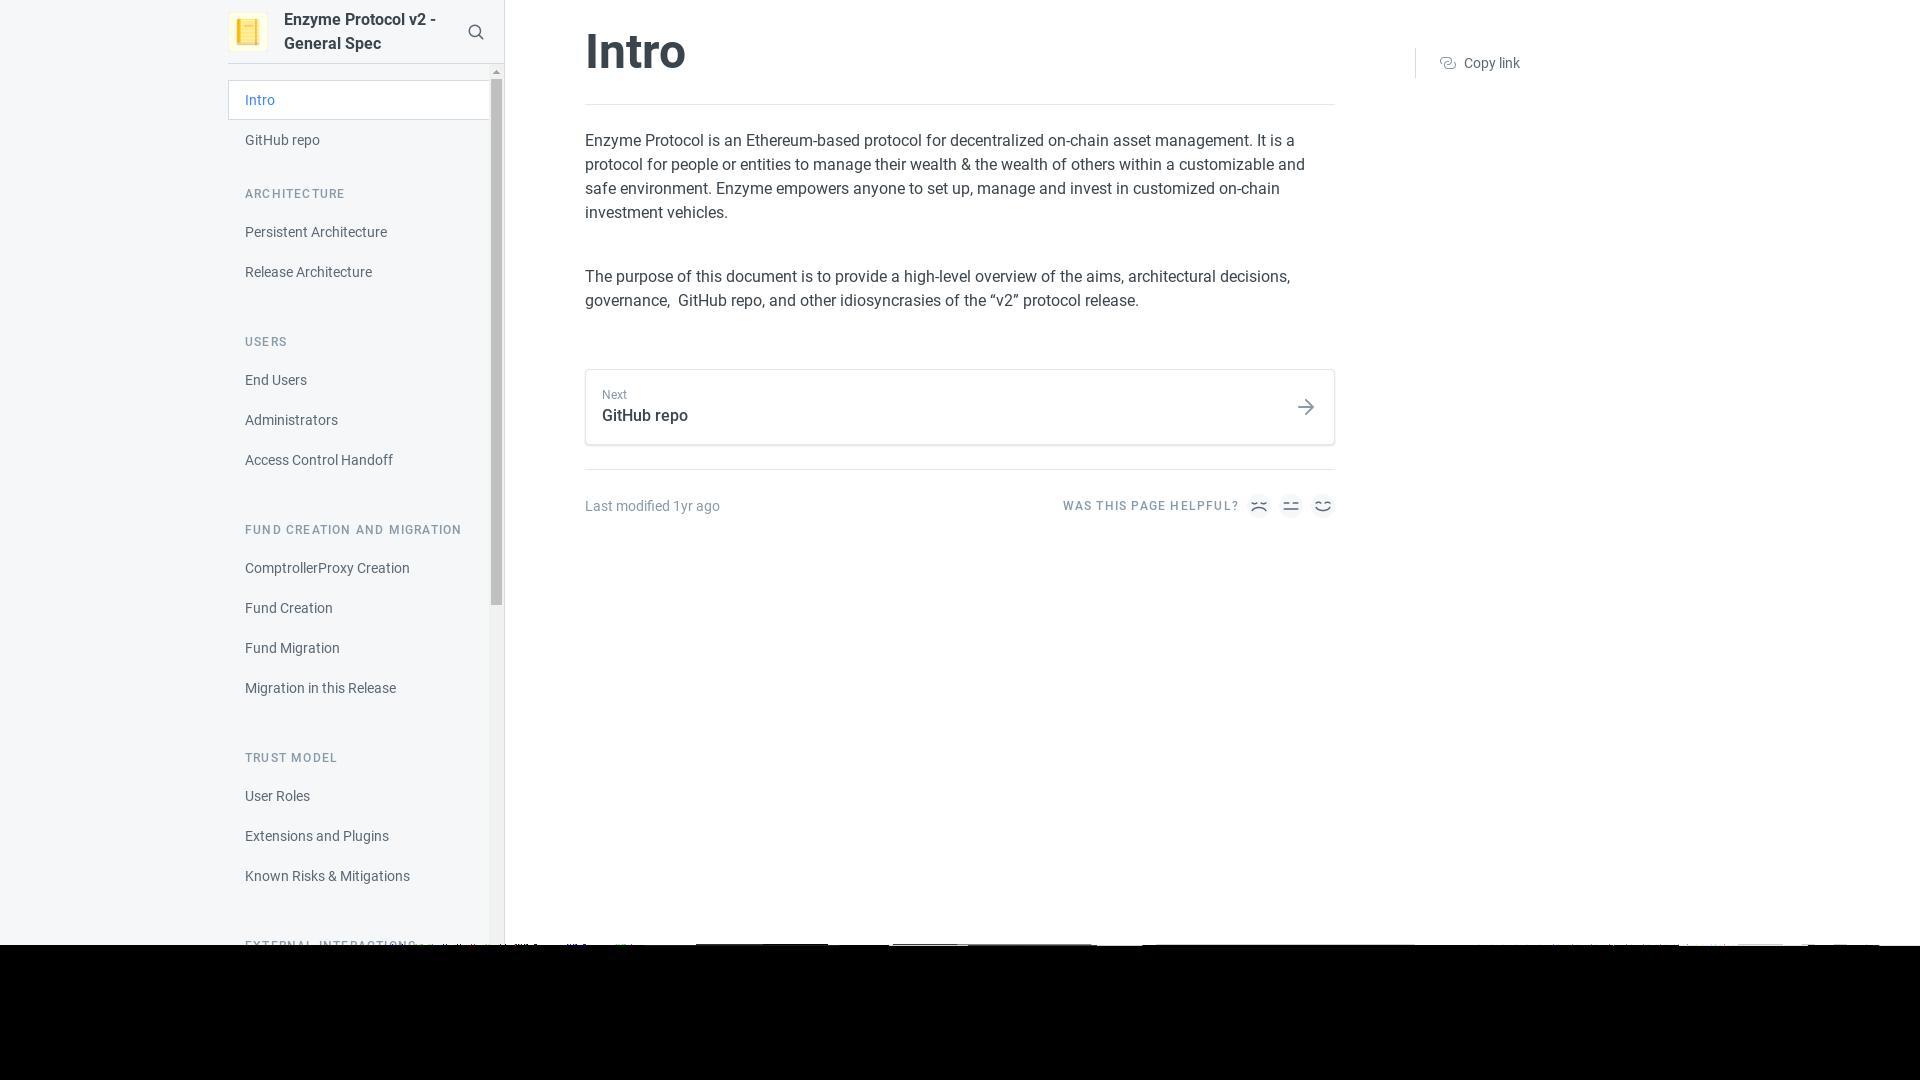 Enzyme Protocol v2 -
General Spec
Intro
GitHub repo
ARCHITECTURE
Persistent Architecture
Release Architecture
USERS
End Users
Administrators
Access Control Handoff
FUND CREATION AND MIGRATION
ComptrollerProxy Creation
Fund Creation
Fund Migration
Migration in this Release
TRUST MODEL
User Roles
Extensions and Plugins
Known Risks & Mitigations
EXTERNAL INTERACTIONS
Intro
Copy link
Enzyme Protocol is an Ethereum-based protocol for decentralized on-chain asset management. It is a
protocol for people or entities to manage their wealth & the wealth of others within a customizable and
safe environment. Enzyme empowers anyone to set up, manage and invest in customized on-chain
investment vehicles.
The purpose of this document is to provide a high-level overview of the aims, architectural decisions,
governance,  GitHub repo, and other idiosyncrasies of the “v2” protocol release.
Next
GitHub repo
Last modified 1yr ago
WAS THIS PAGE HELPFUL?